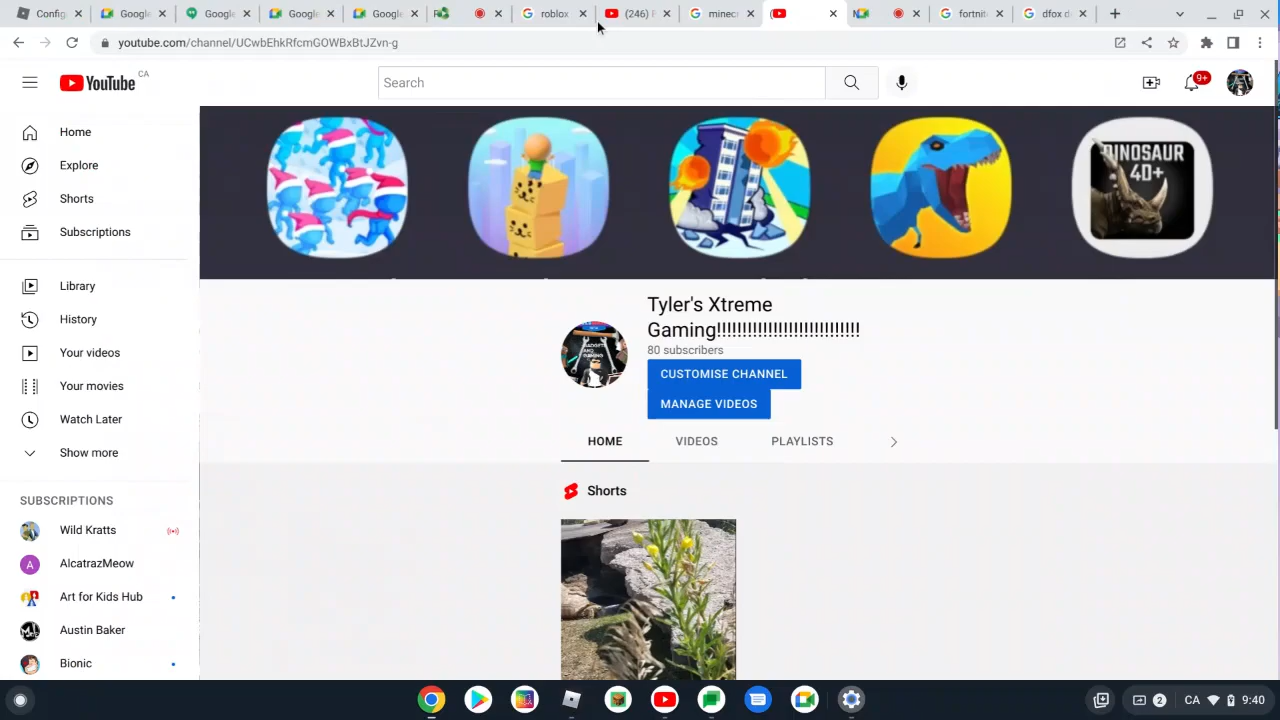 Config
Google
Google
Google
Google
roblox
(246)
minecr
fortnit
dfox d
youtube.com/channel/UCwbEhkRfcmGOWBxBtJZvn-g
YouTube CA
Search
9+
Home
Explore
Shorts
Subscriptions
Library
History
Your videos
Your movies
Watch Later
Show more
SUBSCRIPTIONS
Wild Kratts
AlcatrazMeow
A
Art for Kids Hub
Austin Baker
Bionic
DINOSAUR
4D+
Tyler's Xtreme
Gaming!!!!!!!!!!!!!!!!!!!!!!!!!!!!
80 subscribers
CUSTOMISE CHANNEL
MANAGE VIDEOS
HOME
VIDEOS
PLAYLISTS
Shorts
2
CA
9:40